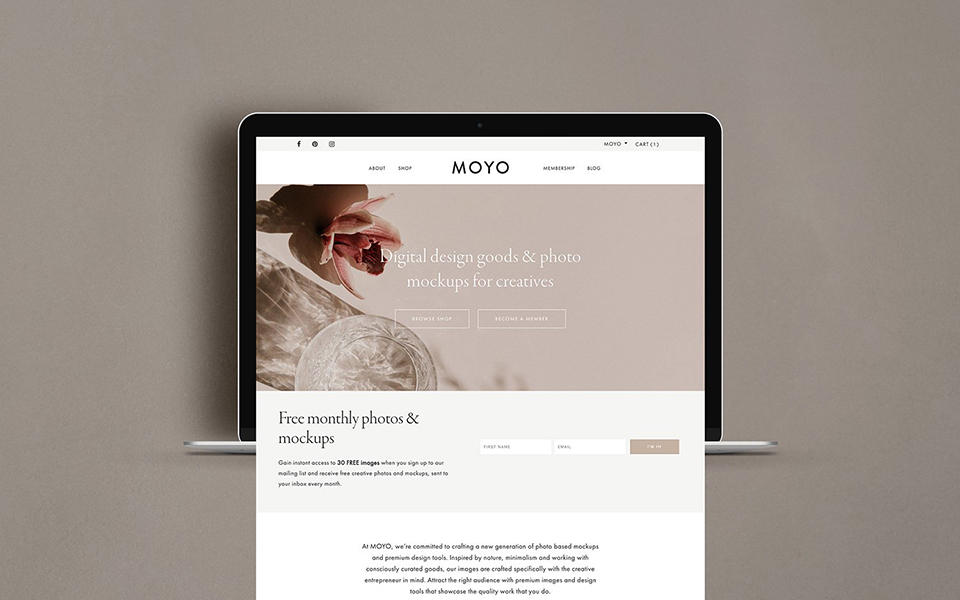 MOYO CART (1)
ABOUT SHOP MOYO MEMBERSHIP BLOG
Digital design goods & photo
mockups for creatives
BROWSE SHOP BECOME A MEMBER
Free monthly photos &
mockups
Gain instant access to 30 FREE images when you sign up to our
mailing list and receive free creative photos and mockups, sent to
your inbox every month.
FIRST NAME EMAIL I'M IN
At MOYO, we're committed to crafting a new generation of photo based mockups
and premium design tools. Inspired by nature, minimalism and working with
consciously curated goods, our images are crafted specifically with the creative
entrepreneur in mind. Attract the right audience with premium images and design
tools that showcase the quality work that you do.